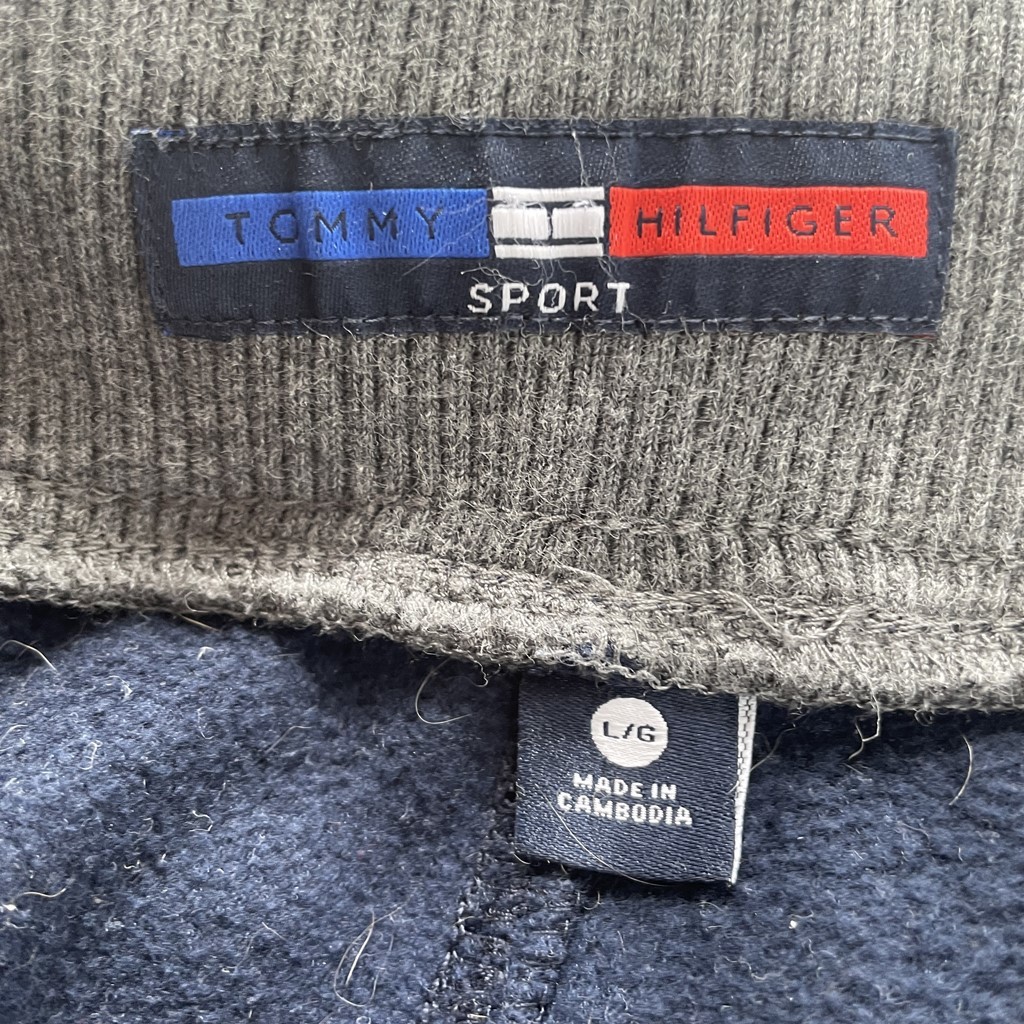 TOMMY HILFIGER
SPORT
L/G
MADE IN
CAMBODIA